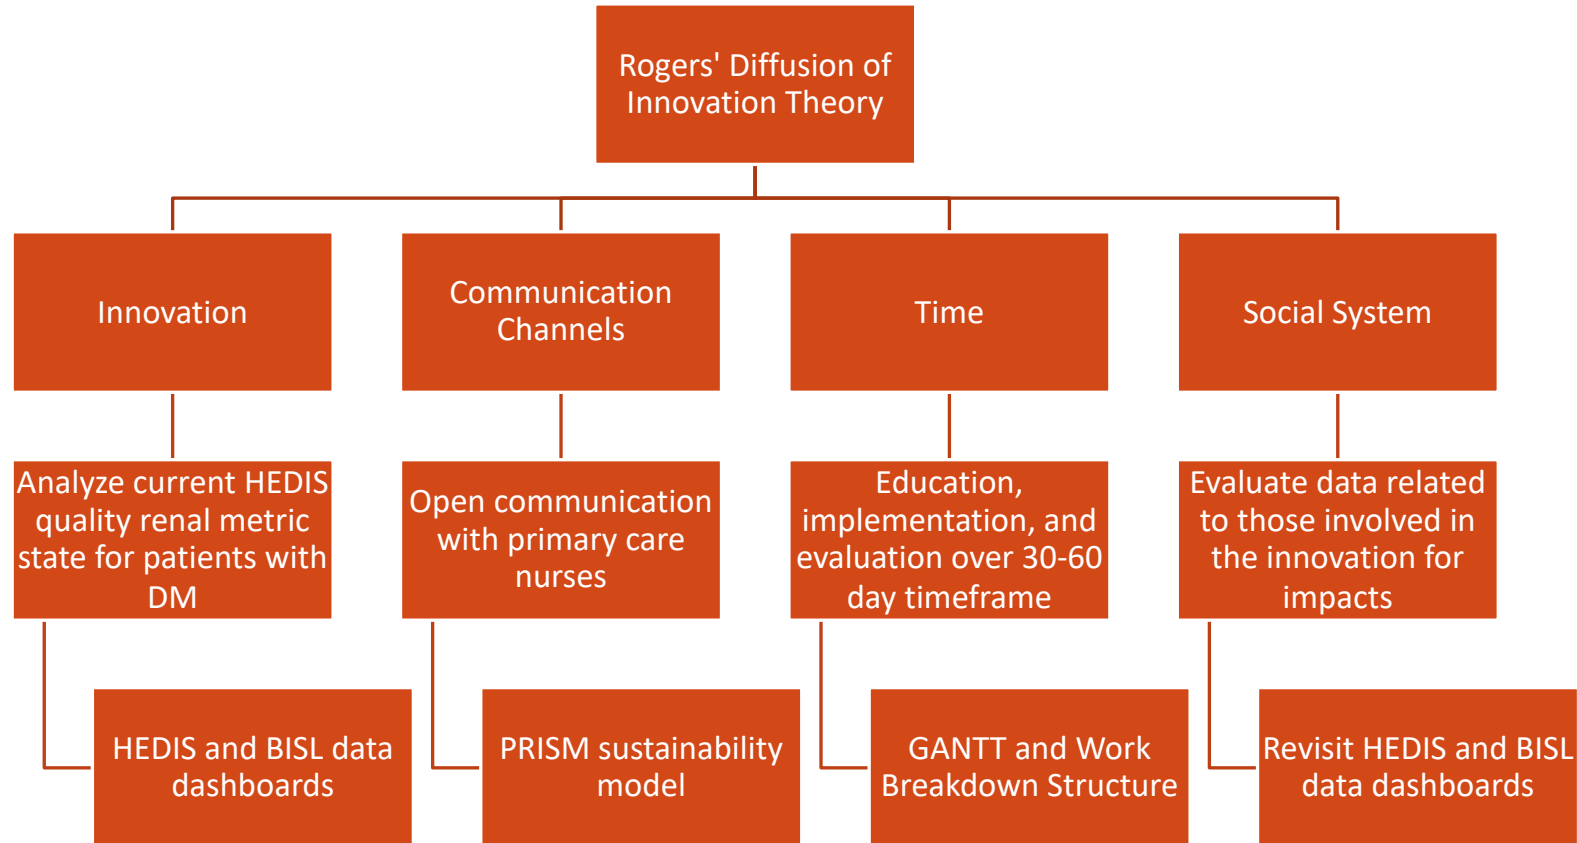 Rogers' Diffusion of
Innovation Theory
Innovation
Communication
Channels
Time
Social System
Analyze current HEDIS
quality renal metric
state for patients with
DM
Open communication
with primary care
nurses
Education,
implementation, and
evaluation over 30-60
day timeframe
Evaluate data related
to those involved in
the innovation for
impacts
HEDIS and BISL data
dashboards
PRISM sustainability
model
GANTT and Work
Breakdown Structure
Revisit HEDIS and BISL
data dashboards